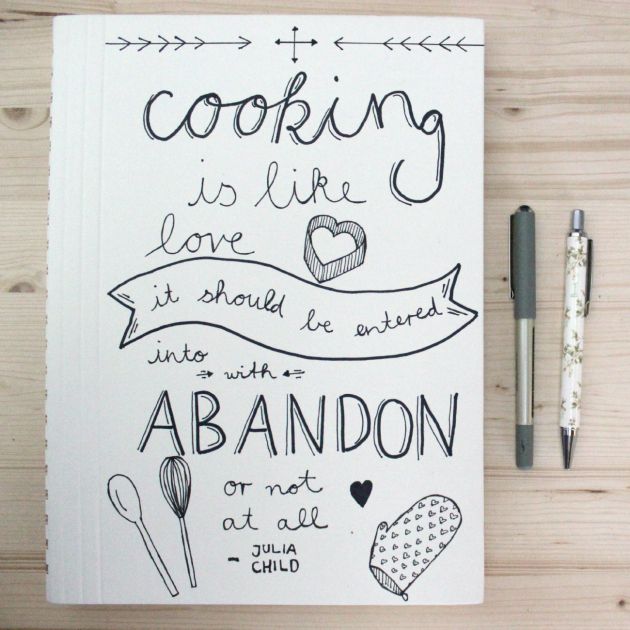 cooking
is like
love
it should be entered
into
with
ABANDON
or not
at all
- JULIA
CHILD